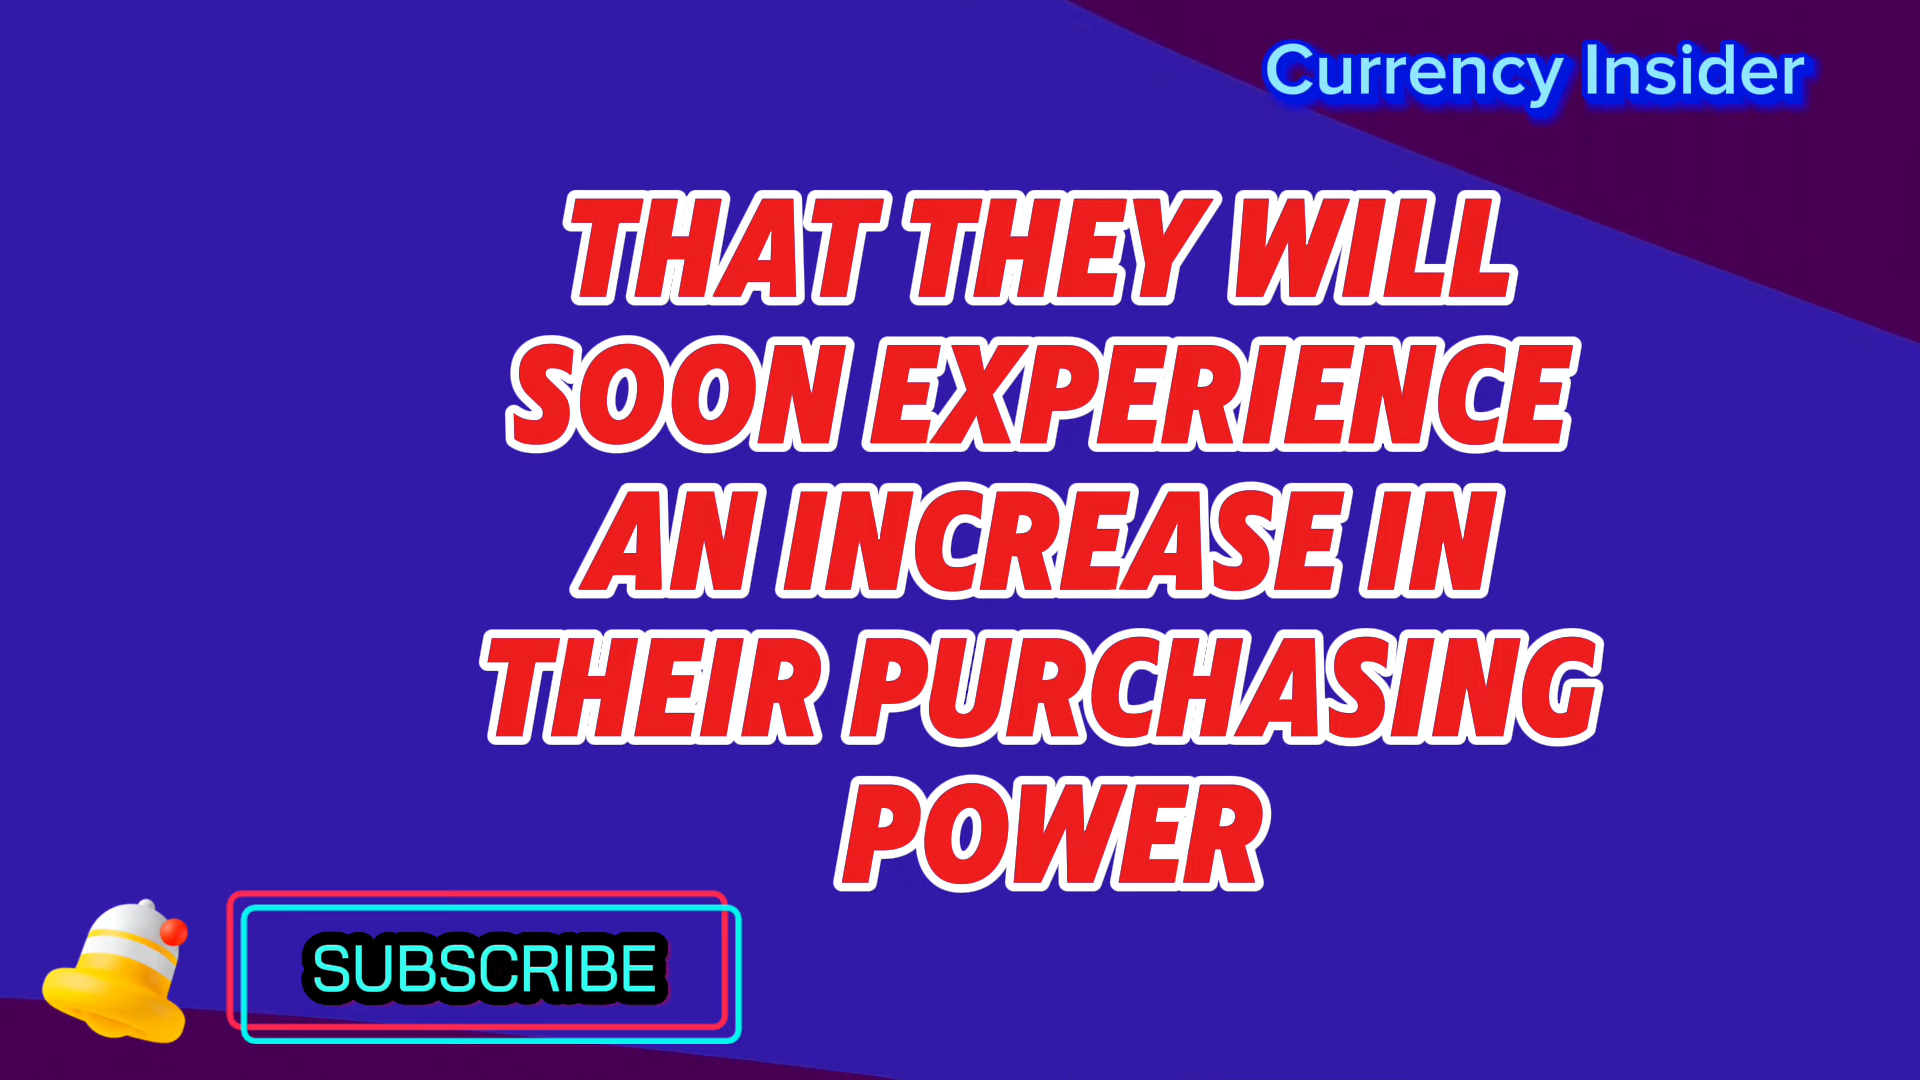 Currency Insider
THAT THEY WILL
SOON EXPERIENCE
AN INCREASE IN
THEIR PURCHASING
POWER
SUBSCRIBE